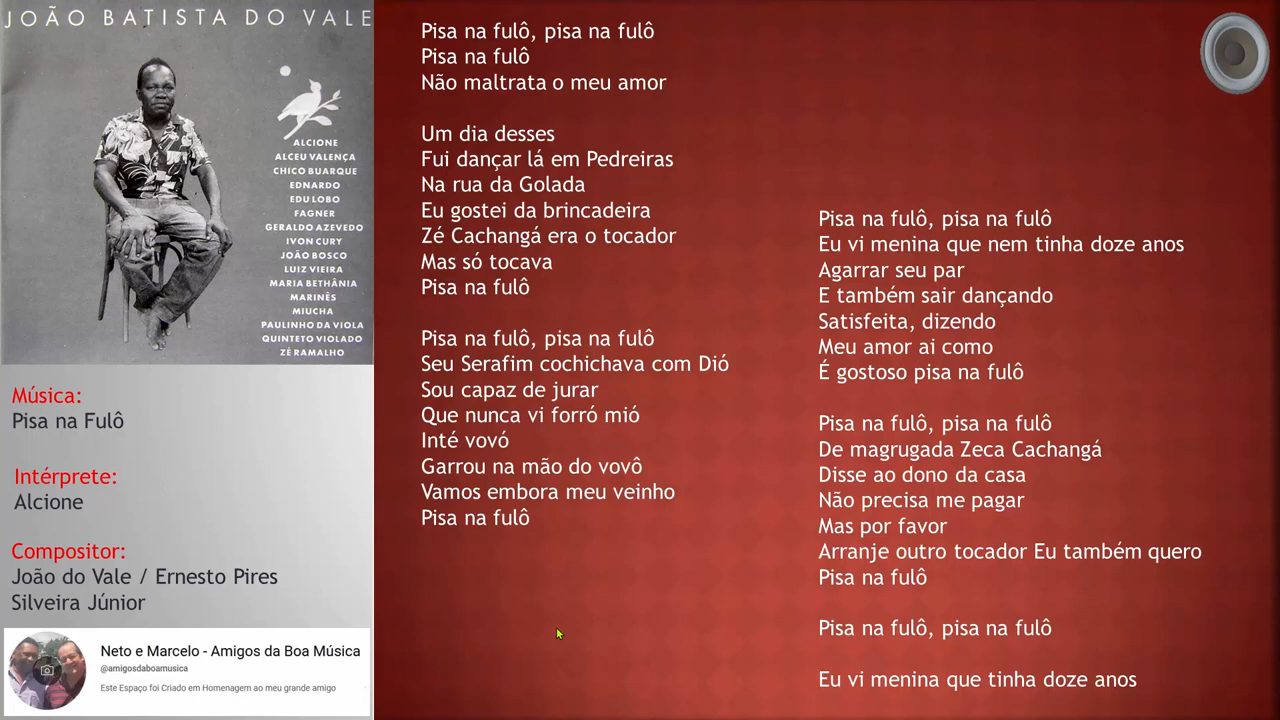 JOÃO BATISTA DO VALE
ALCIONE
ALCEU VALENÇA
CHICO BUARQUE
EDNARDO
EDU LOBO
FAGNER
GERALDO AZEVEDO
IVON CURY
JOÃO BOSCO
LUIZ VIEIRA
MARIA BETHÂNIA
MARINÊS
MIUCHA
PAULINHO DA VIOLA
QUINTETO VIOLADO
ZÉ RAMALHO
Música:
Pisa na Fulô
Intérprete:
Alcione
Compositor:
João do Vale / Ernesto Pires
Silveira Júnior
Neto e Marcelo - Amigos da Boa Música
@amigosdaboamusica
Este Espaço foi Criado em Homenagem ao meu grande amigo
Pisa na fulô, pisa na fulô
Pisa na fulô
Não maltrata o meu amor
Um dia desses
Fui dançar lá em Pedreiras
Na rua da Golada
Eu gostei da brincadeira
Zé Cachangá era o tocador
Mas só tocava
Pisa na fulô
Pisa na fulô, pisa na fulô
Seu Serafim cochichava com Dió
Sou capaz de jurar
Que nunca vi forró mió
Inté vovó
Garrou na mão do vovô
Vamos embora meu veinho
Pisa na fulô
Pisa na fulô, pisa na fulô
Eu vi menina que nem tinha doze anos
Agarrar seu par
E também sair dançando
Satisfeita, dizendo
Meu amor ai como
É gostoso pisa na fulô
Pisa na fulô, pisa na fulô
De magrugada Zeca Cachangá
Disse ao dono da casa
Não precisa me pagar
Mas por favor
Arranje outro tocador Eu também quero
Pisa na fulô
Pisa na fulô, pisa na fulô
Eu vi menina que tinha doze anos